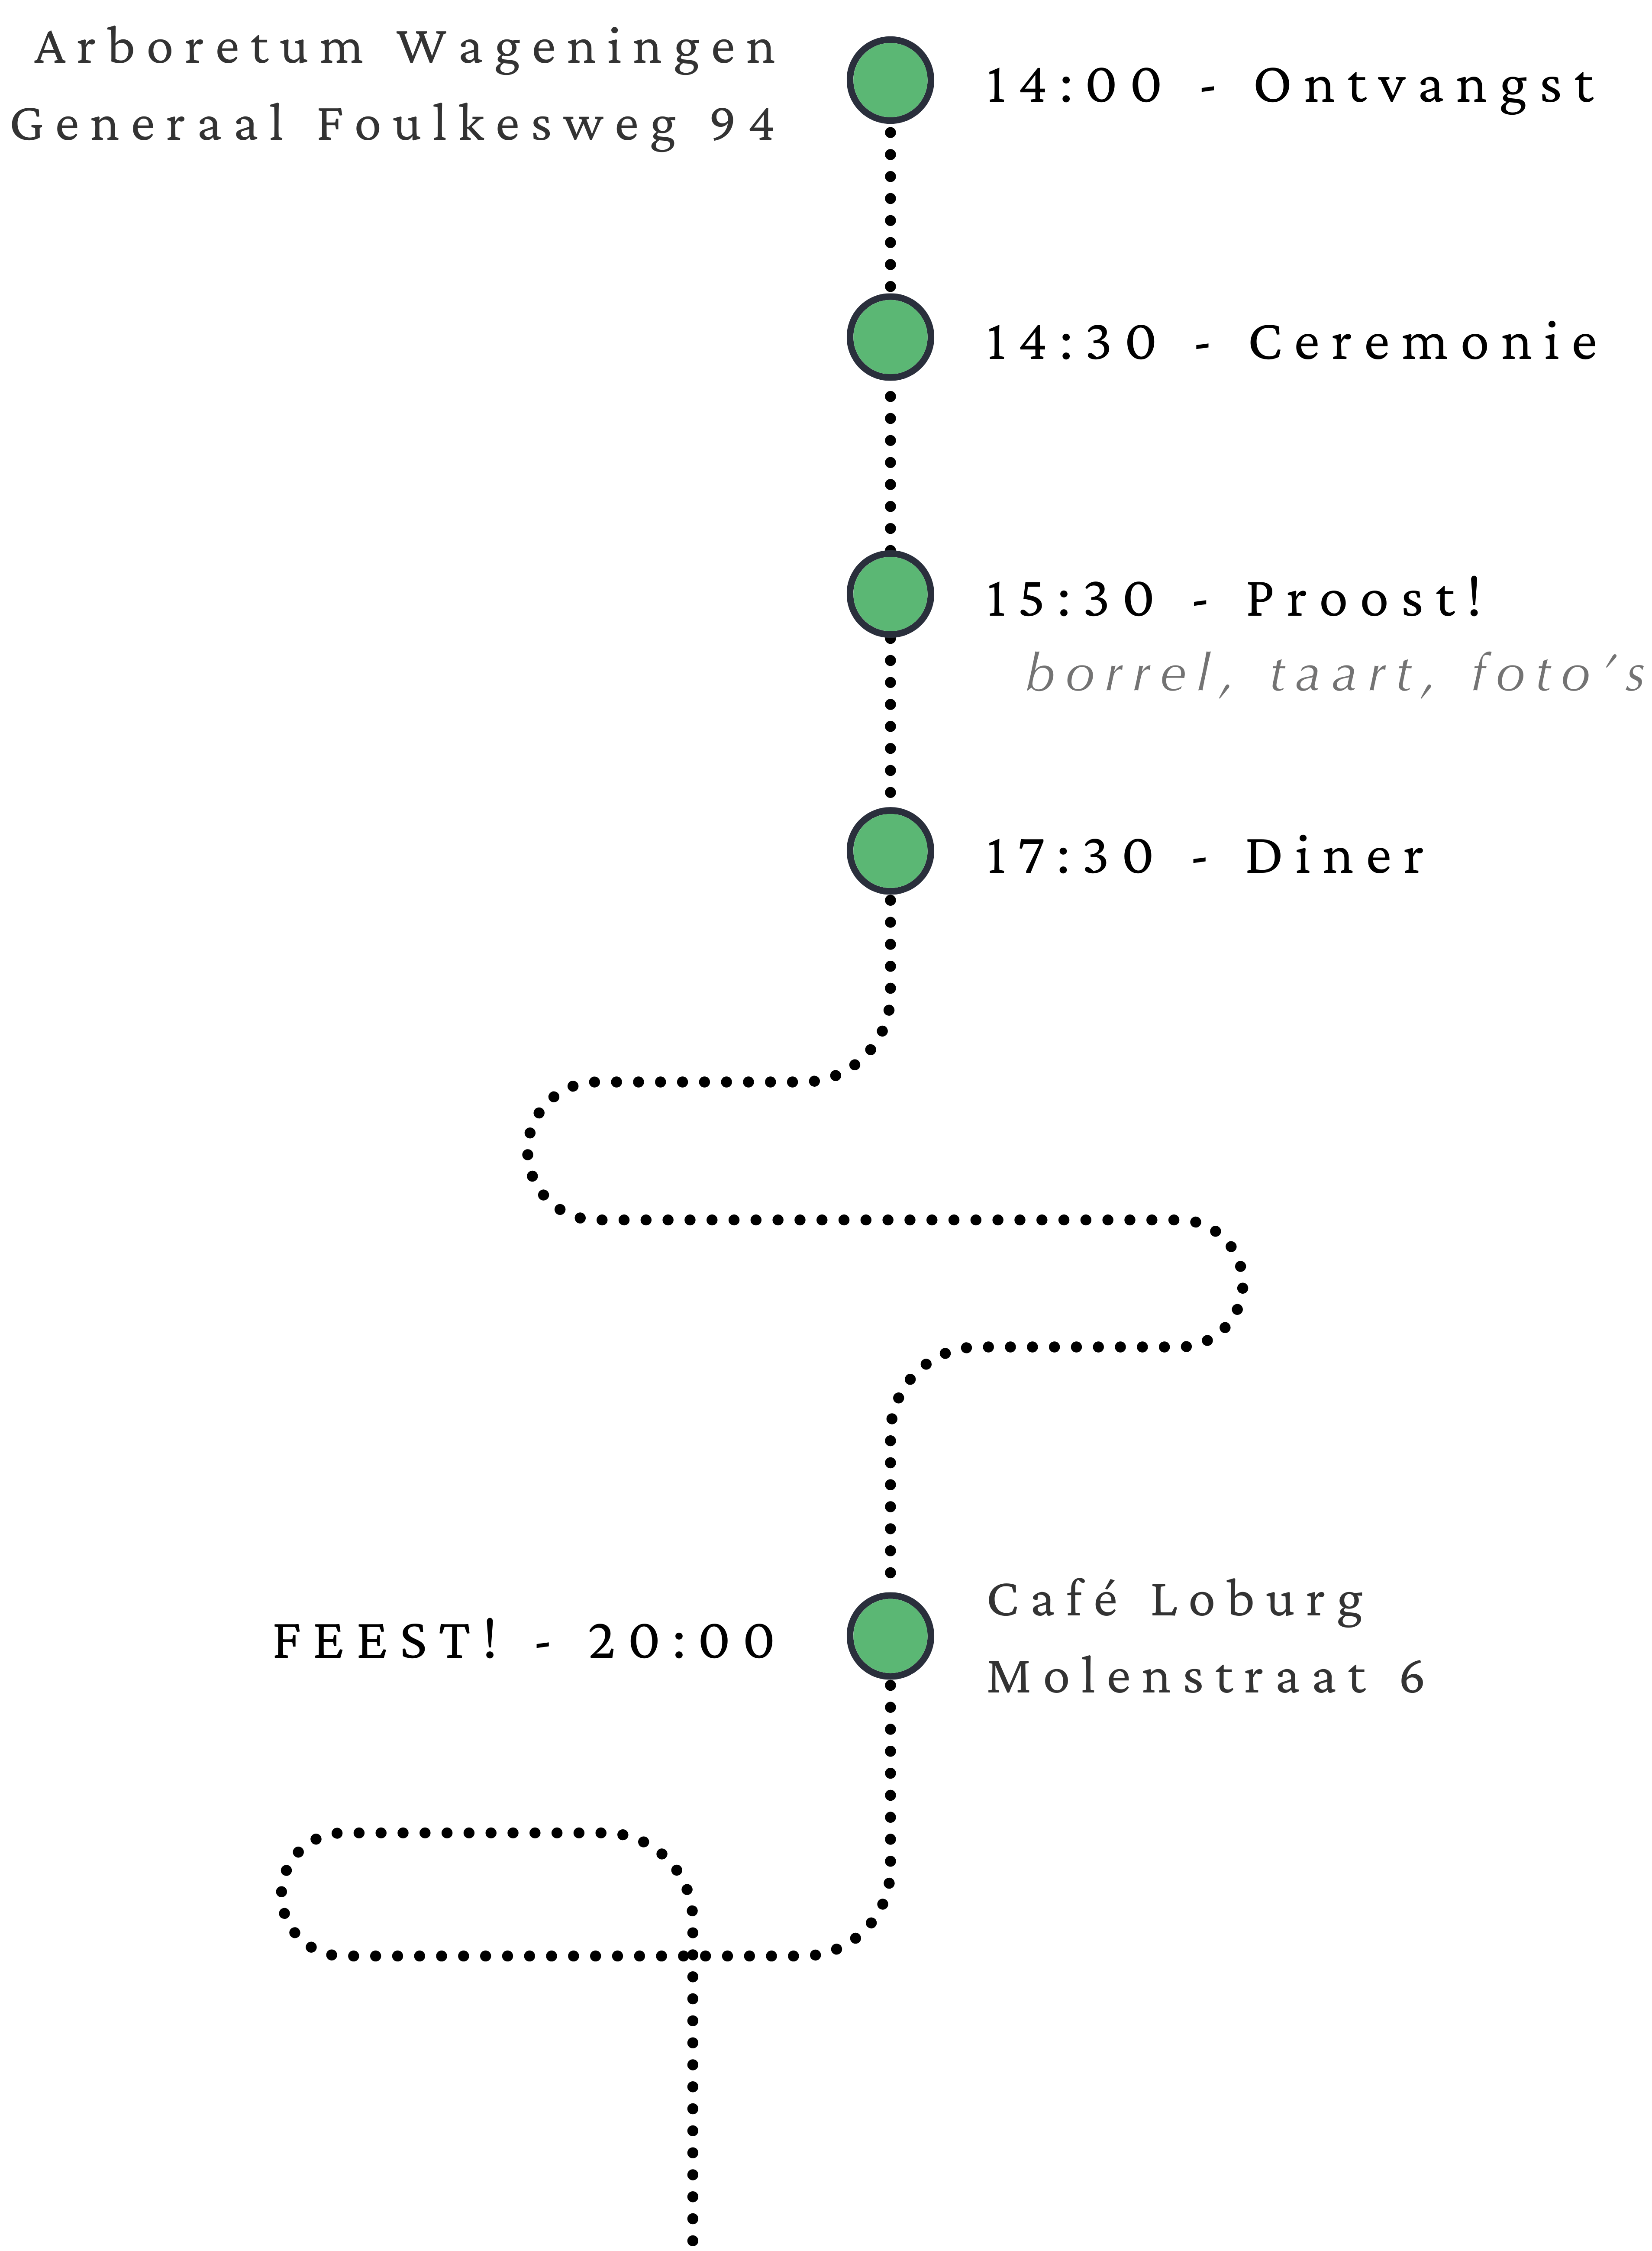 Arboretum Wageningen
Generaal Foulkesweg 94
14:00 - Ontvangst
14:30 - Ceremonie
15:30 - Proost!
borrel, taart, foto's
17:30 - Diner
FEEST! - 20:00
Café Loburg
Molenstraat 6